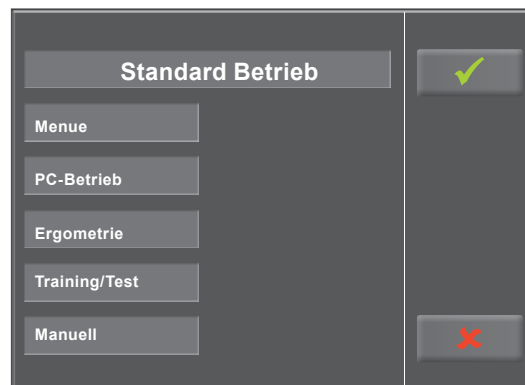 Standard Betrieb
Menue
PC-Betrieb
Ergometrie
Training/Test
Manuell